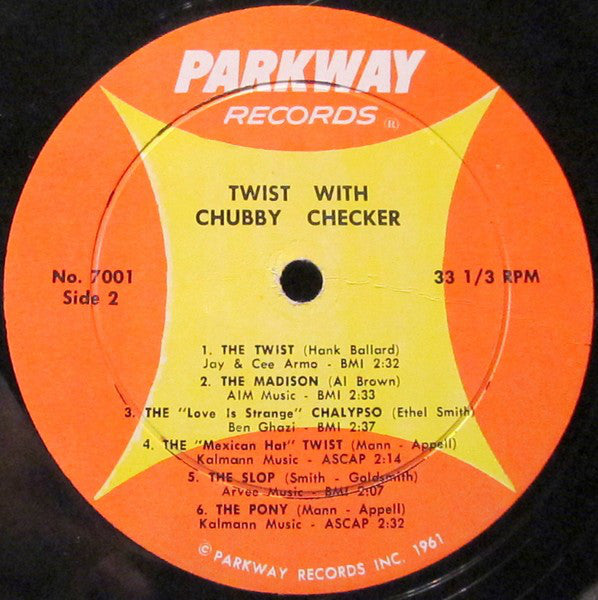 PARKWAY
RECORDS ®
TWIST WITH
CHUBBY CHECKER
No. 7001
Side 2
33 1/3 RPM
1. THE TWIST (Hank Ballard)
Jay & Cee Armo - BMI 2:32
2. THE MADISON (Al Brown)
AIM Music - BMI 2:33
3. THE "Love Is Strange" CHALYPSO (Ethel Smith)
Ben Ghazi - BMI 2:37
4. THE "Mexican Hat" TWIST (Mann - Appell)
Kalmann Music - ASCAP 2:14
5. THE SLOP (Smith - Goldsmith)
Arvee Music - BMI 2:07
6. THE PONY (Mann - Appell)
Kalmann Music - ASCAP 2:32
© PARKWAY RECORDS INC. 1961